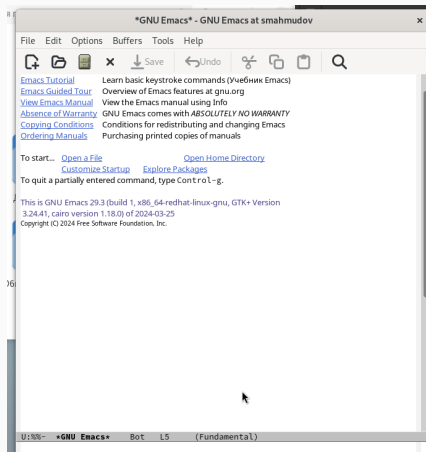 *GNU Emacs* - GNU Emacs at smahmudov
File Edit Options Buffers Tools Help
Save Undo
Emacs Tutorial Learn basic keystroke commands (Учебник Emacs)
Emacs Guided Tour Overview of Emacs features at gnu.org
View Emacs Manual View the Emacs manual using Info
Absence of Warranty GNU Emacs comes with ABSOLUTELY NO WARRANTY
Copying Conditions Conditions for redistributing and changing Emacs
Ordering Manuals Purchasing printed copies of manuals
To start... Open a File Open Home Directory
Customize Startup Explore Packages
To quit a partially entered command, type Control-g.
This is GNU Emacs 29.3 (build 1, x86_64-redhat-linux-gnu, GTK+ Version
3.24.41, cairo version 1.18.0) of 2024-03-25
Copyright (C) 2024 Free Software Foundation, Inc.
U:%%- *GNU Emacs* Bot L5 (Fundamental)